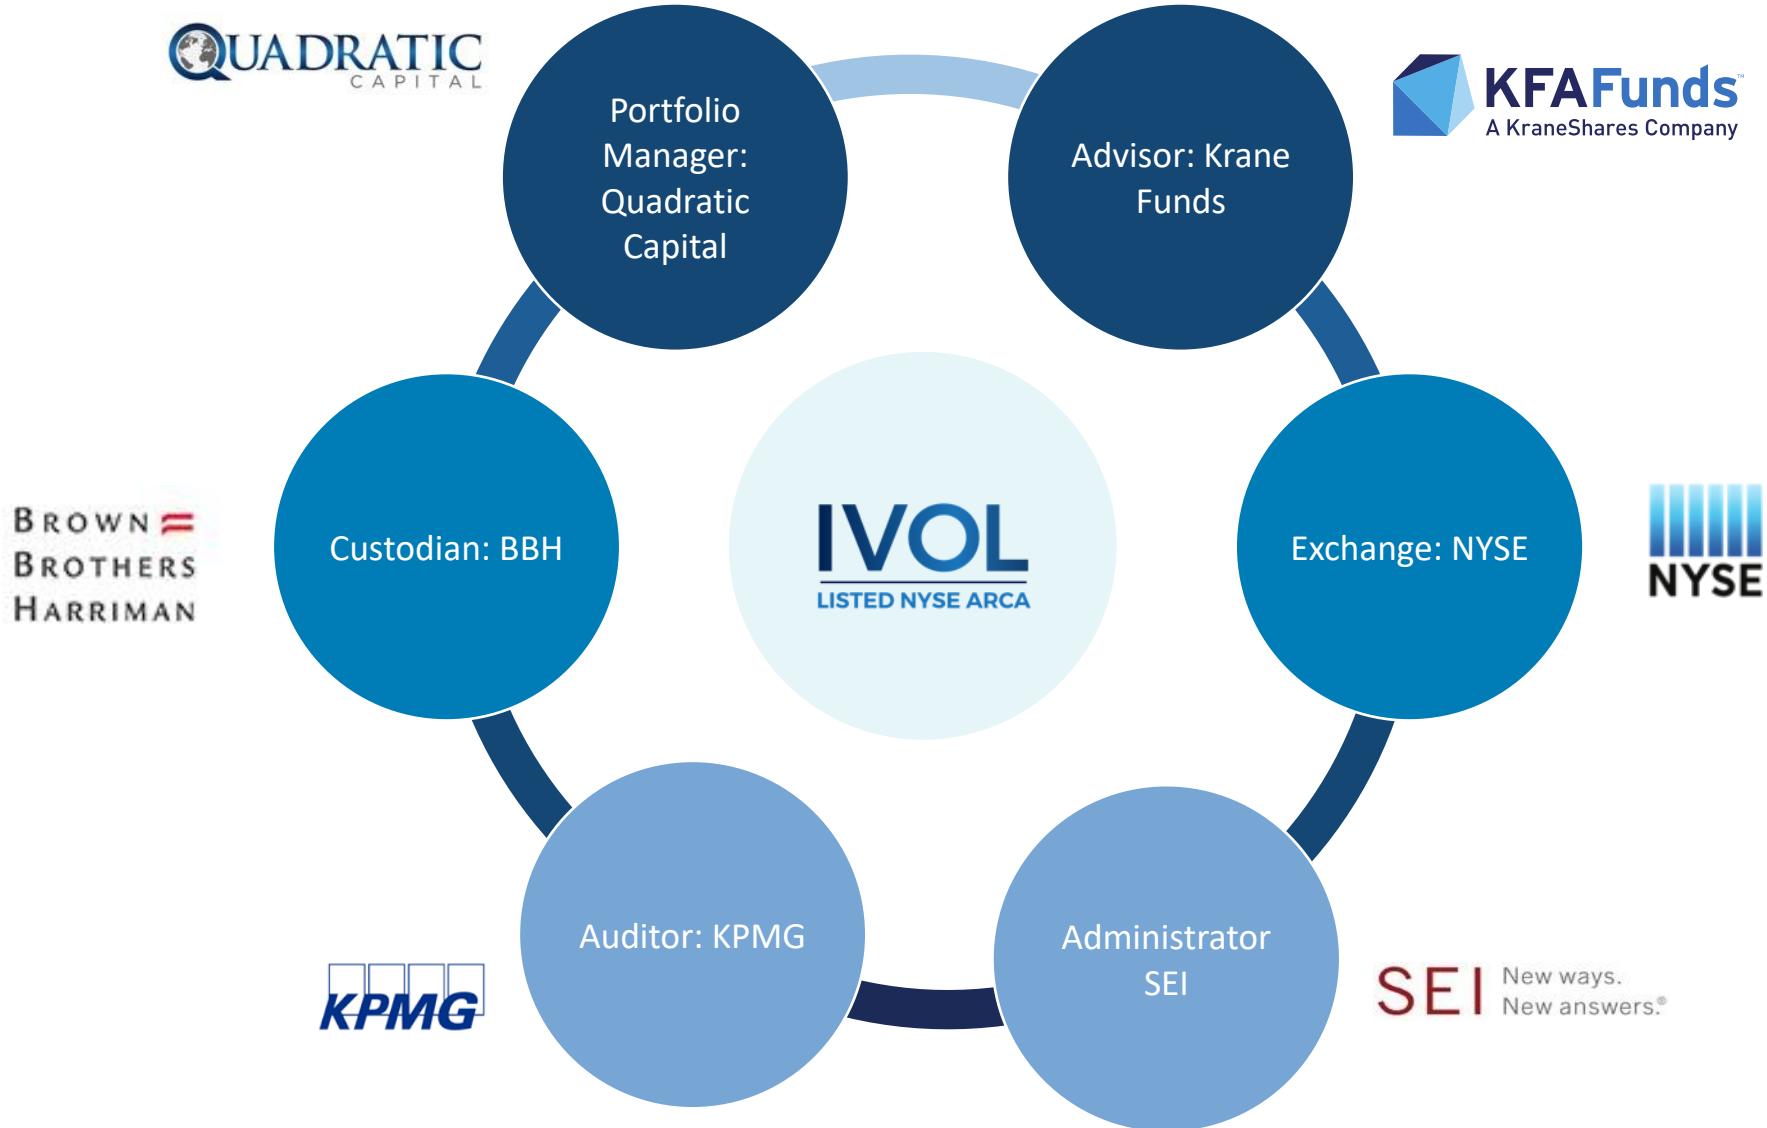 QUADRATIC
CAPITAL
Portfolio
Manager:
Quadratic
Capital
Advisor: Krane
Funds
KFAFunds™
A KraneShares Company
BROWN
BROTHERS
HARRIMAN
Custodian: BBH
IVOL
LISTED NYSE ARCA
Exchange: NYSE
NYSE
KPMG
Auditor: KPMG
Administrator
SEI
SEI
New ways.
New answers.®